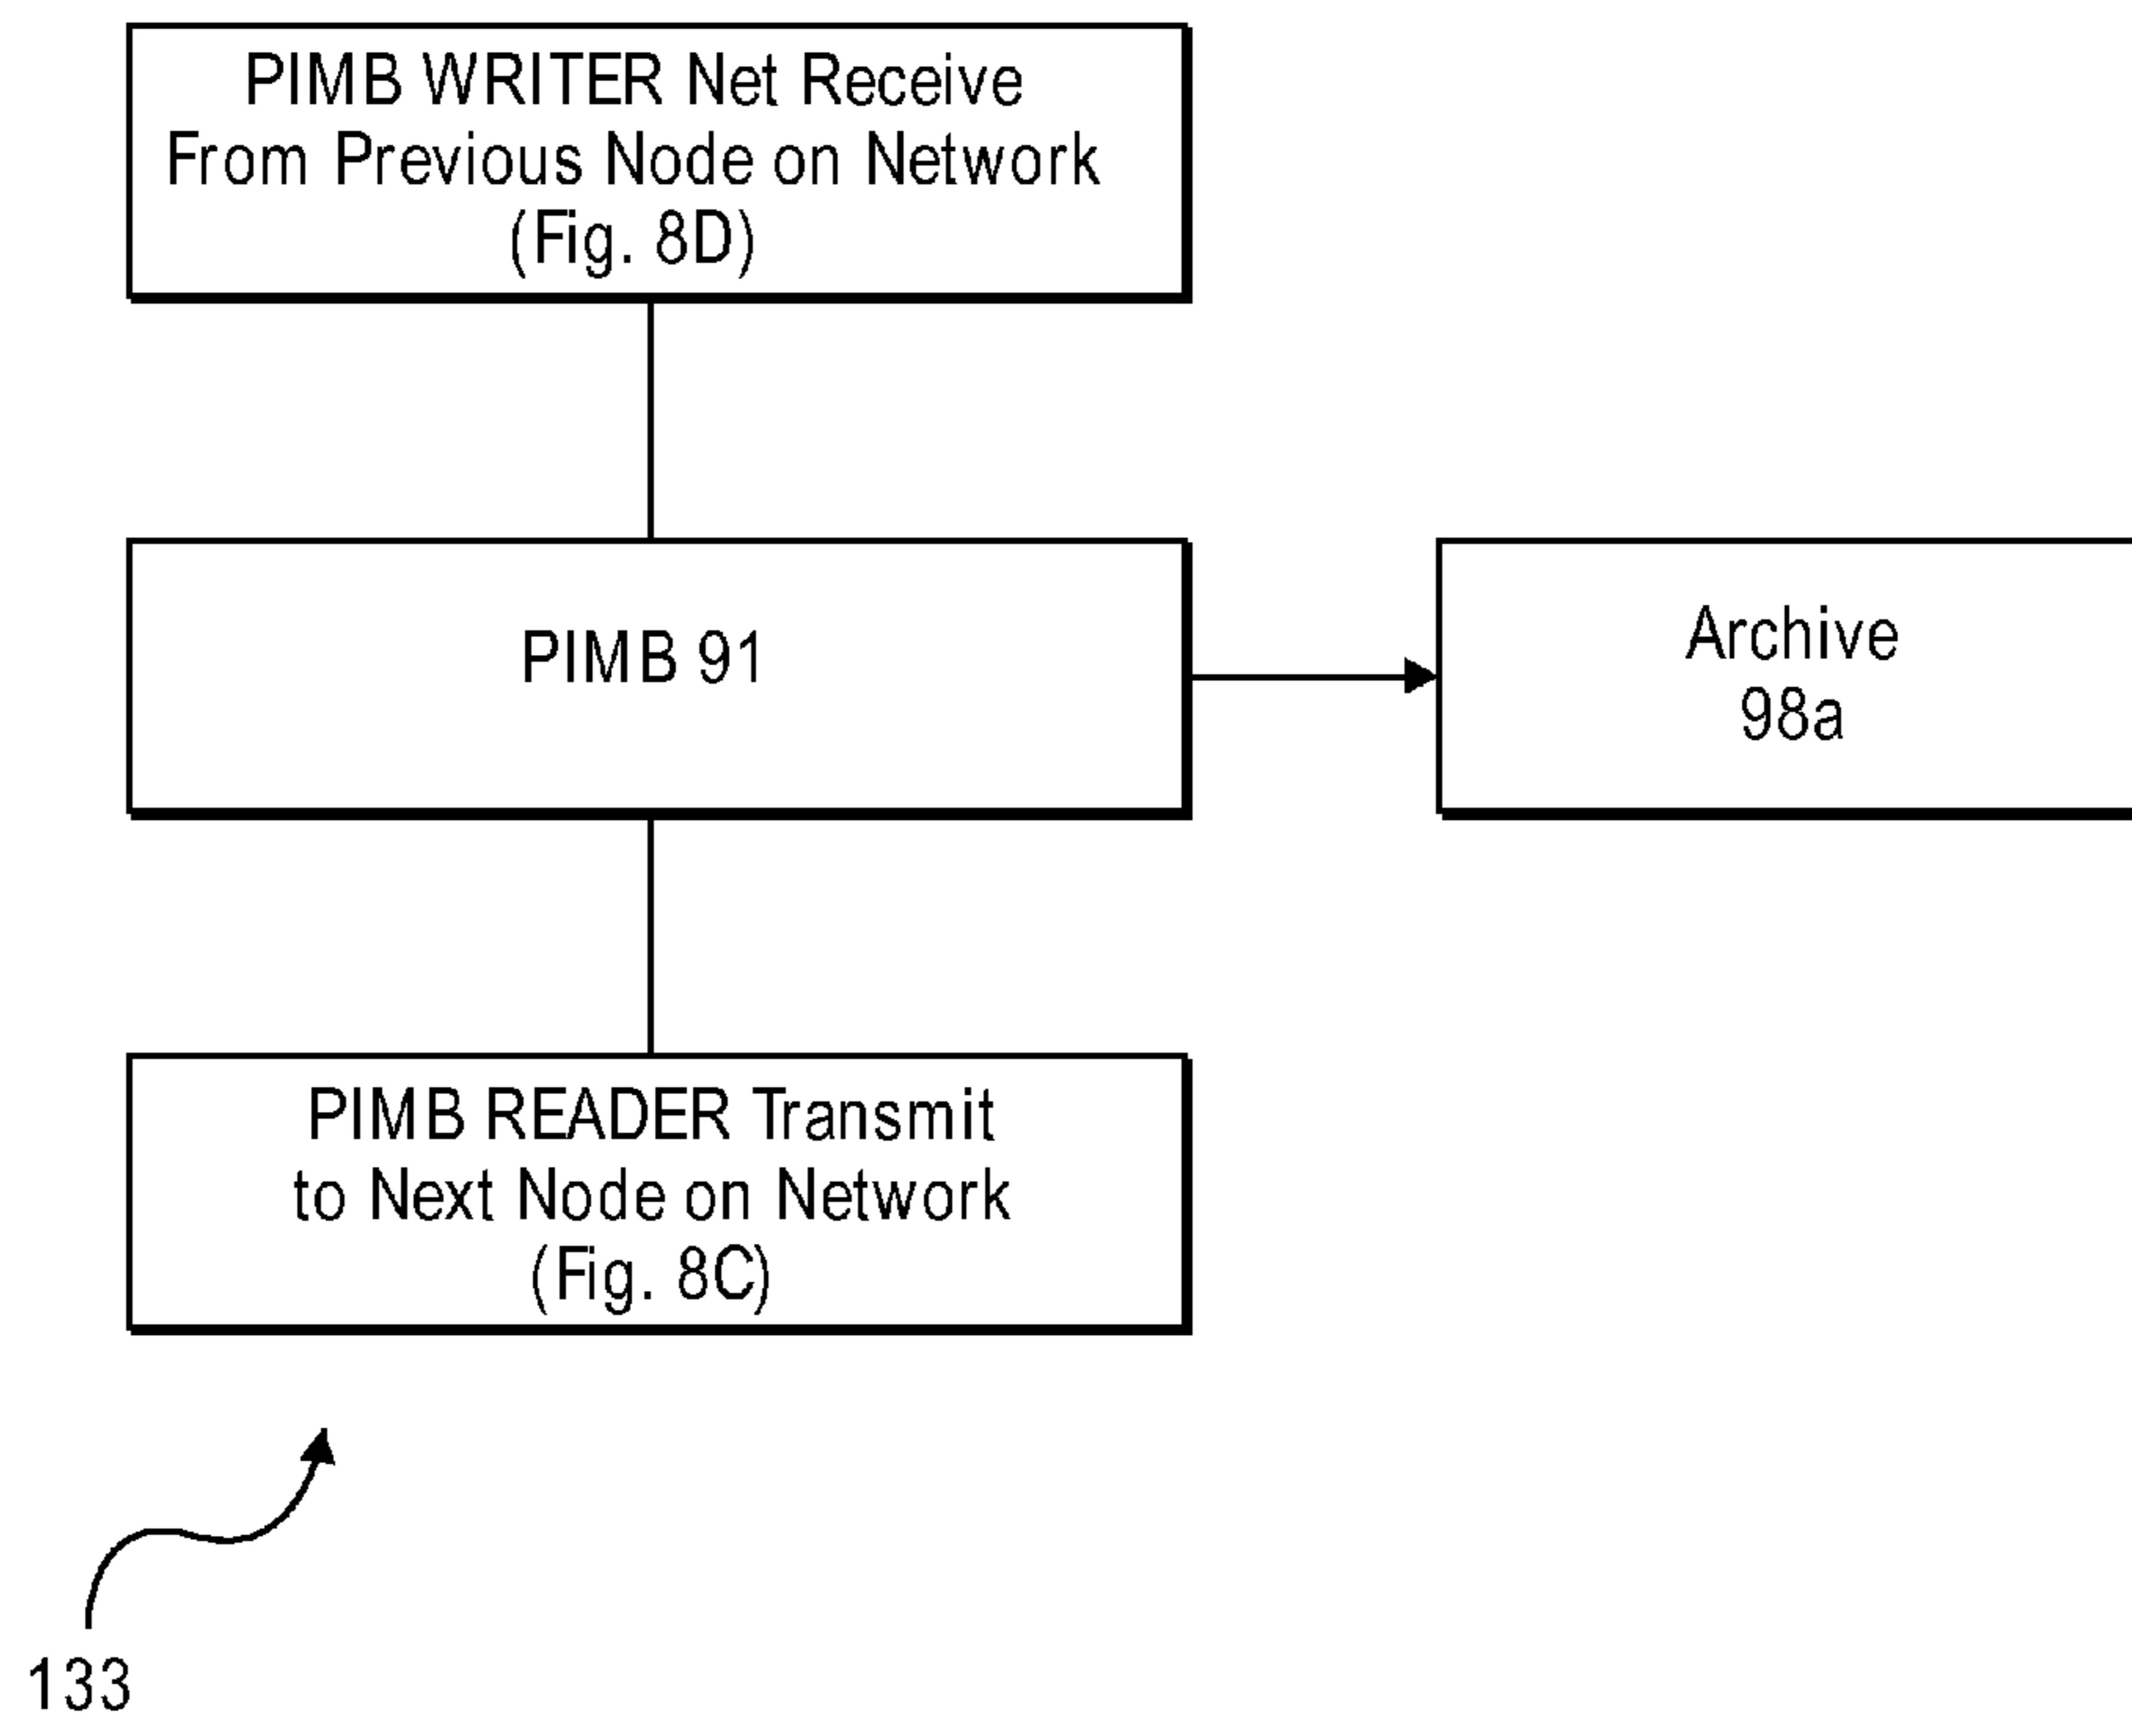 PIMB WRITER Net Receive
From Previous Node on Network
(Fig. 8D)
PIMB 91
Archive
98a
PIMB READER Transmit
to Next Node on Network
(Fig. 8C)
133